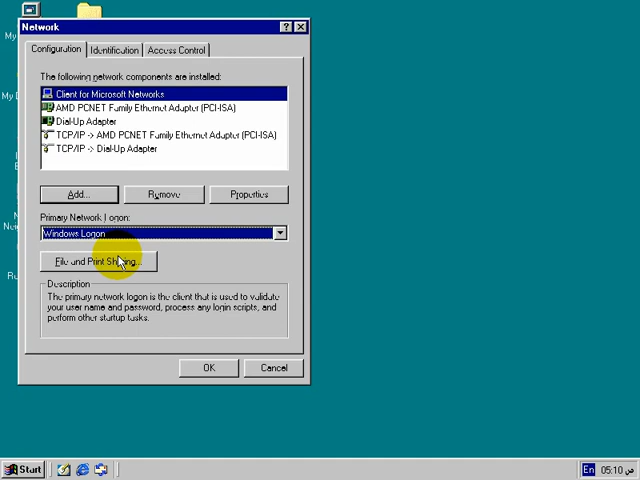 Network
Configuration
Identification
Access Control
The following network components are installed:
Client for Microsoft Networks
AMD PCNET Family Ethernet Adapter (PCI-ISA)
Dial-Up Adapter
TCP/IP -> AMD PCNET Family Ethernet Adapter (PCI-ISA)
TCP/IP -> Dial-Up Adapter
Add...
Remove
Properties
Primary Network Logon:
Windows Logon
File and Print Sharing...
Description
The primary network logon is the client that is used to validate
your user name and password, process any login scripts, and
perform other startup tasks.
OK
Cancel
Start
En
05:10 ص